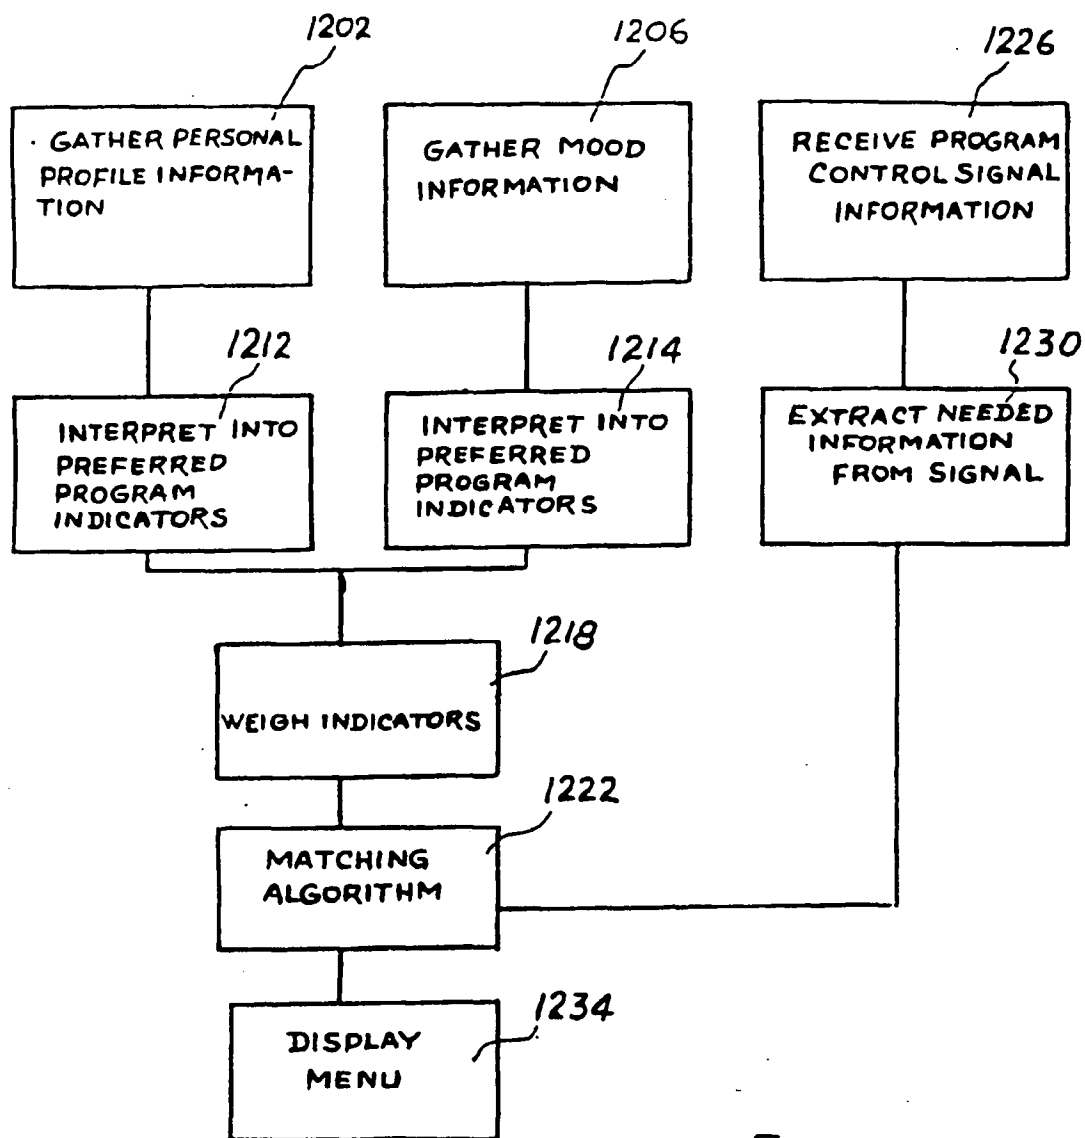 1202
1206
1226
GATHER PERSONAL
PROFILE INFORMA-
TION
GATHER MOOD
INFORMATION
RECEIVE PROGRAM
CONTROL SIGNAL
INFORMATION
1212
1214
1230
INTERPRET INTO
PREFERRED
PROGRAM
INDICATORS
INTERPRET INTO
PREFERRED
PROGRAM
INDICATORS
EXTRACT NEEDED
INFORMATION
FROM SIGNAL
1218
WEIGH INDICATORS
1222
MATCHING
ALGORITHM
1234
DISPLAY
MENU